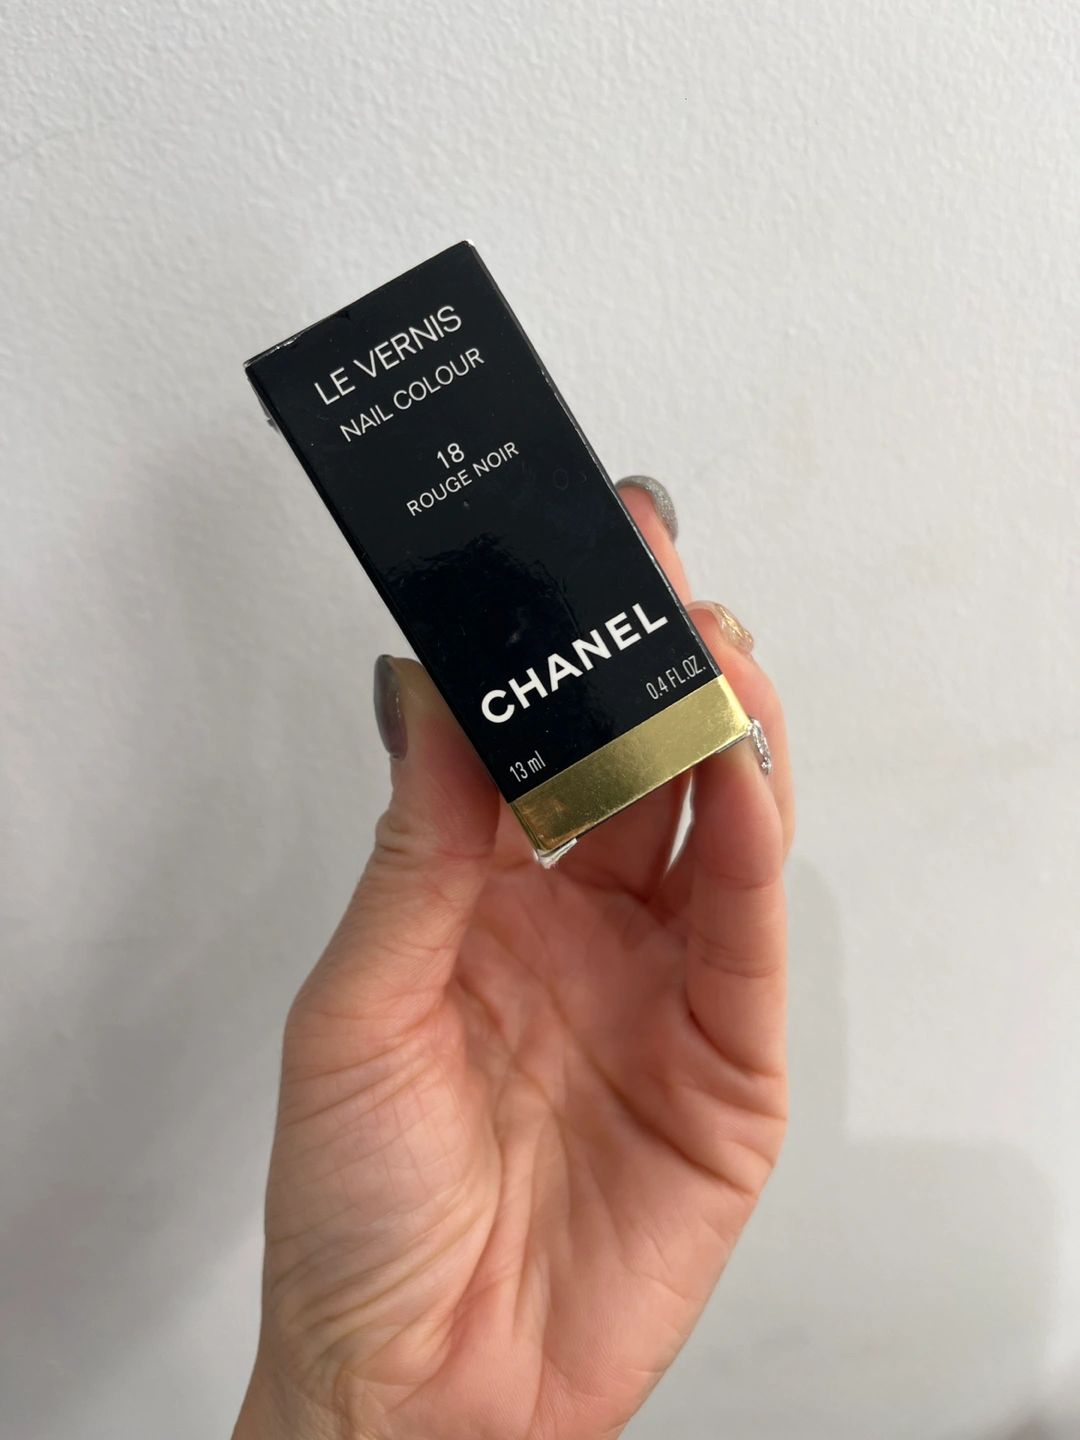 LE VERNIS
NAIL COLOUR
18
ROUGE NOIR
CHANEL
13 ml 0.4 FL.OZ.